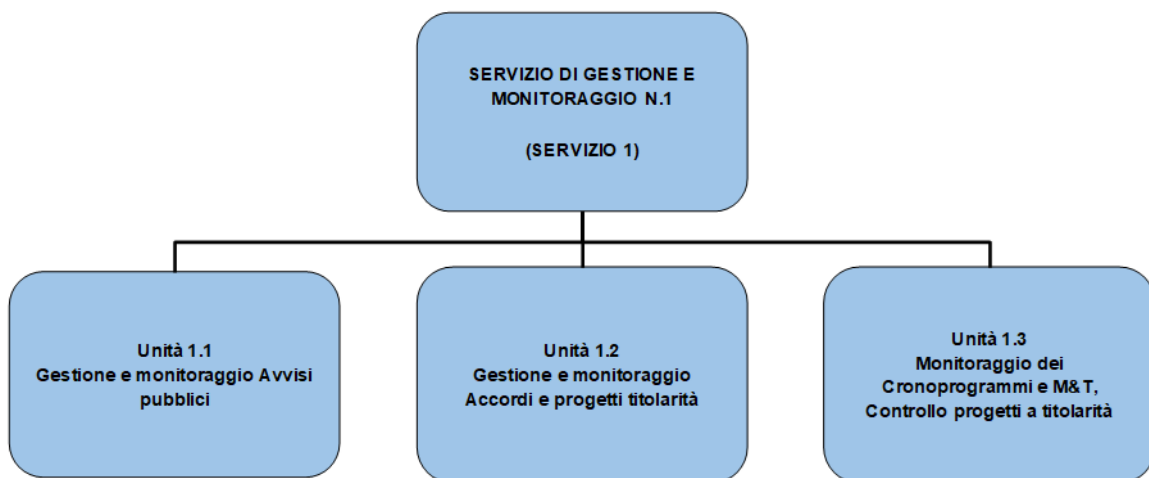 SERVIZIO DI GESTIONE E
MONITORAGGIO N.1
(SERVIZIO 1)
Unità 1.1
Gestione e monitoraggio Avvisi
pubblici
Unità 1.2
Gestione e monitoraggio
Accordi e progetti titolarità
Unità 1.3
Monitoraggio dei
Cronoprogrammi e M&T,
Controllo progetti a titolarità